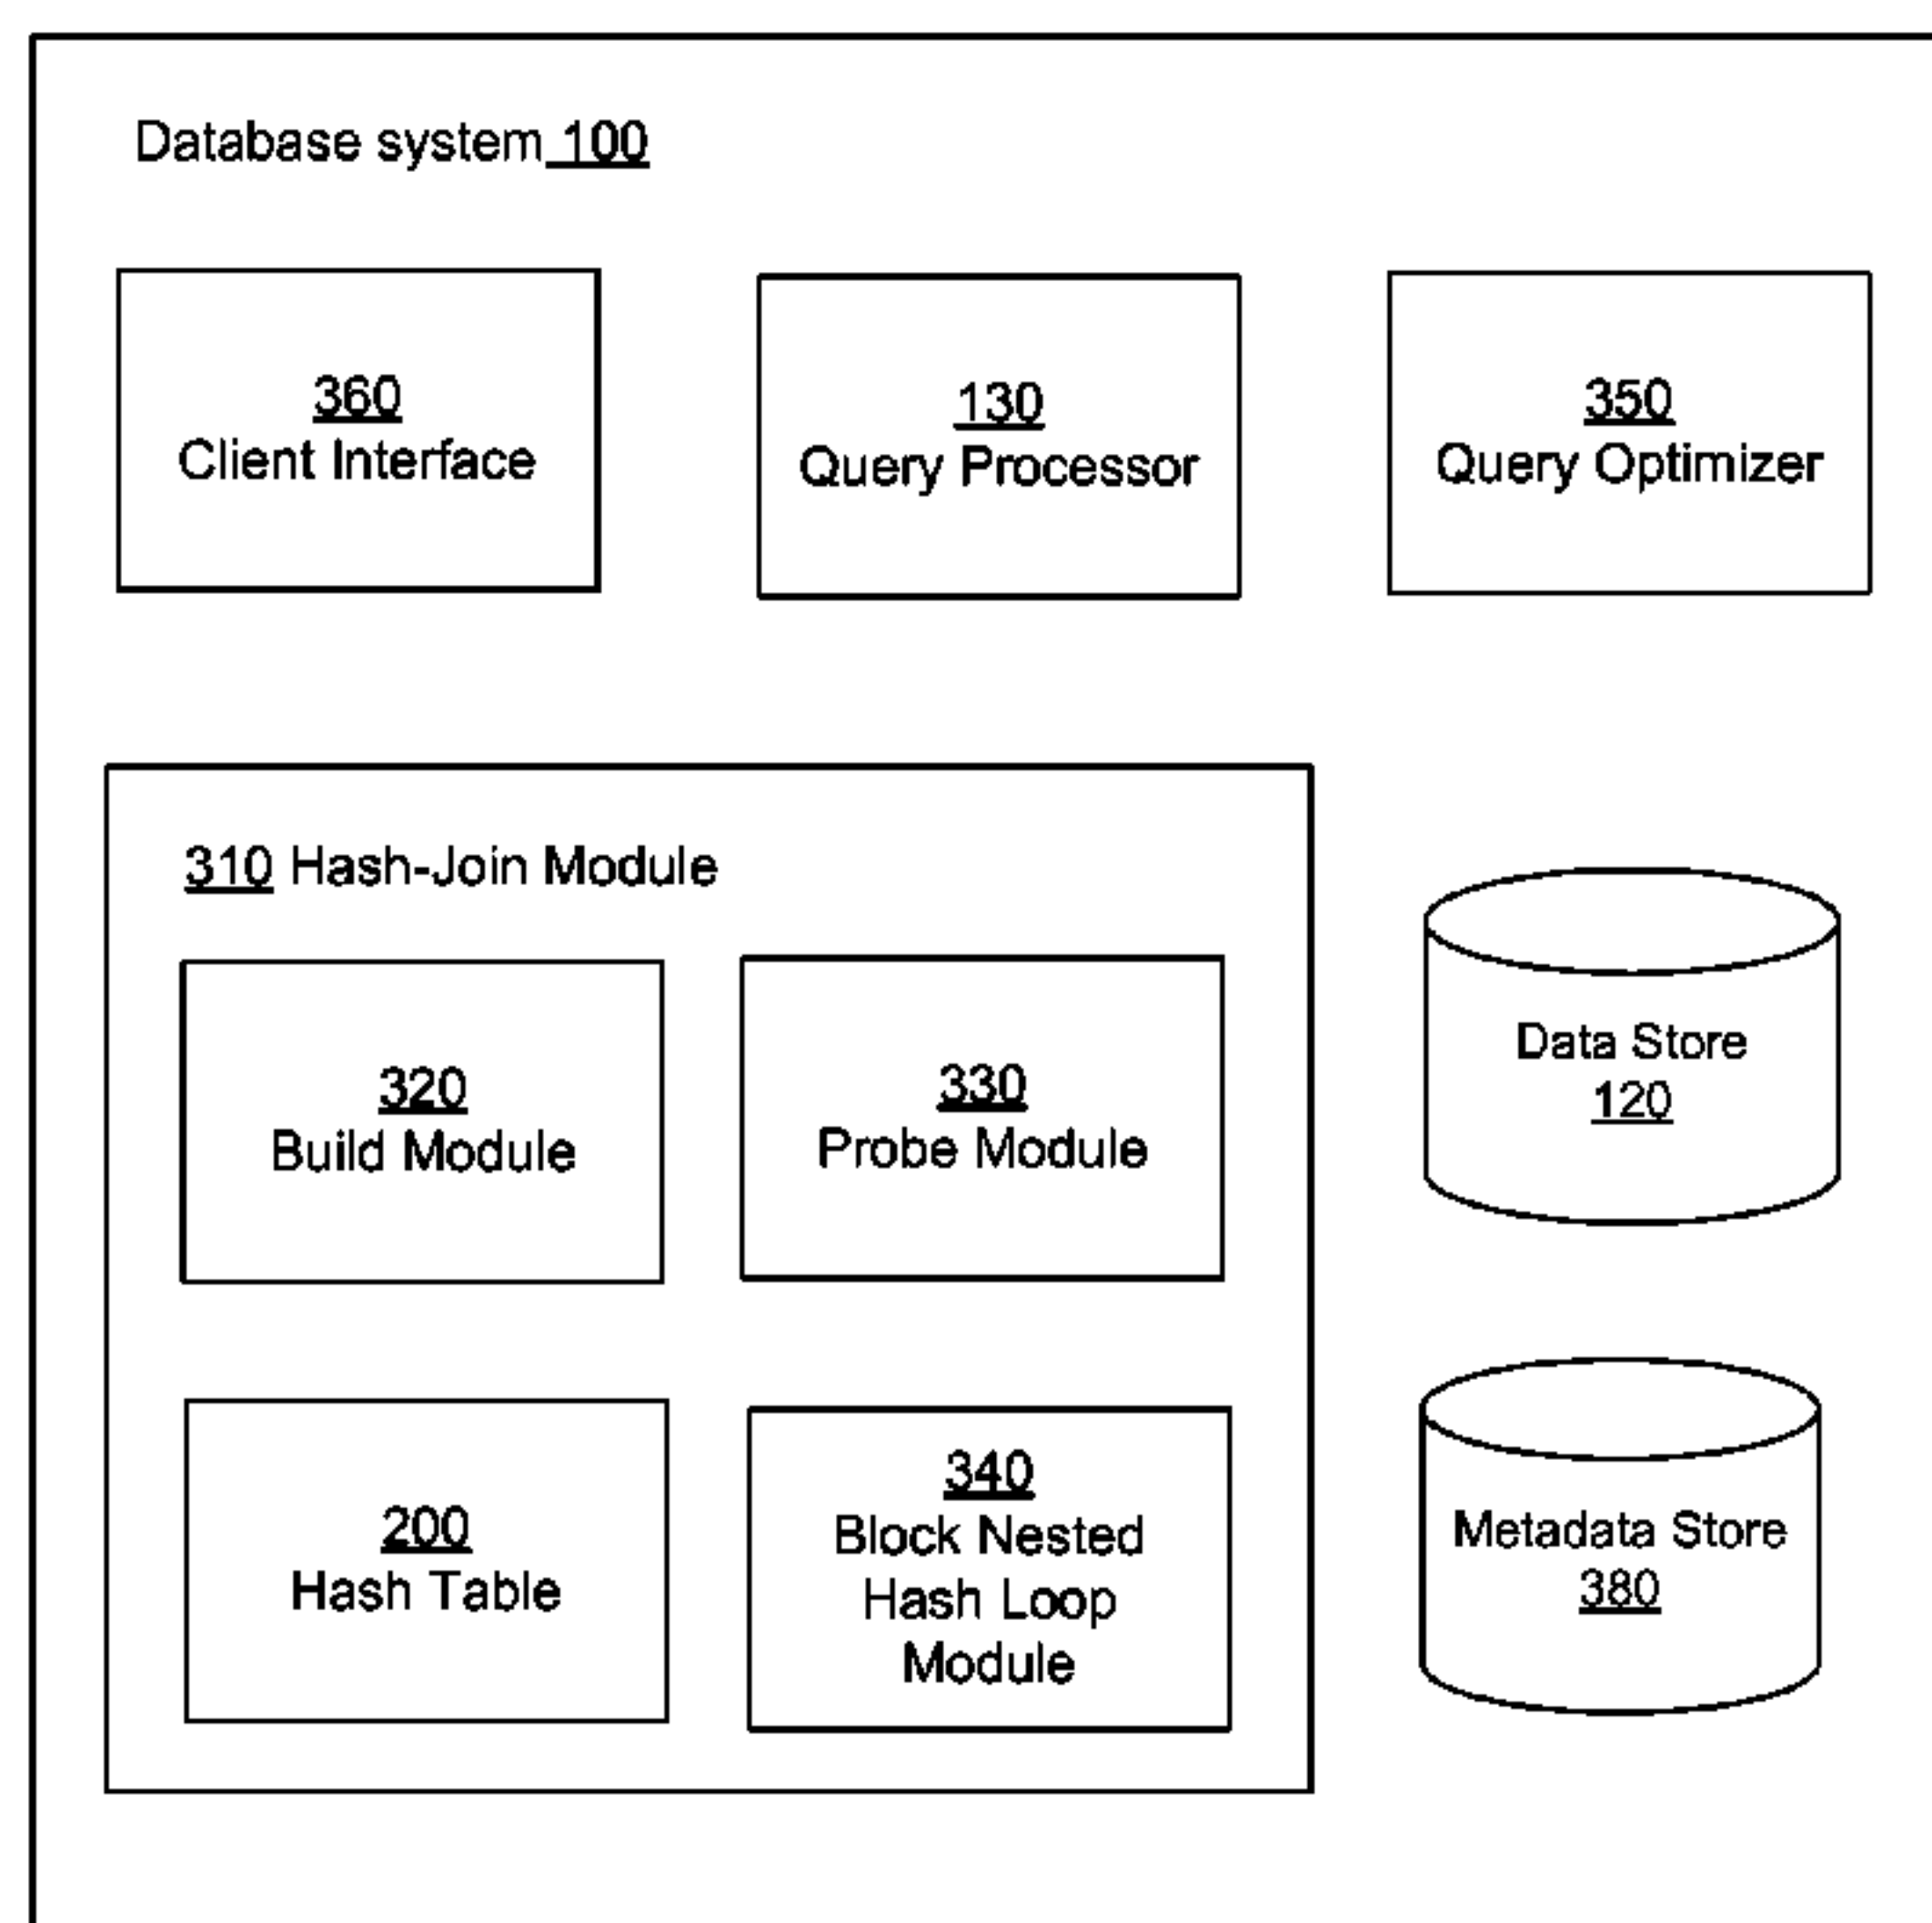 Database system 100
360
Client Interface
130
Query Processor
350
Query Optimizer
310 Hash-Join Module
320
Build Module
330
Probe Module
200
Hash Table
340
Block Nested
Hash Loop
Module
Data Store
120
Metadata Store
380